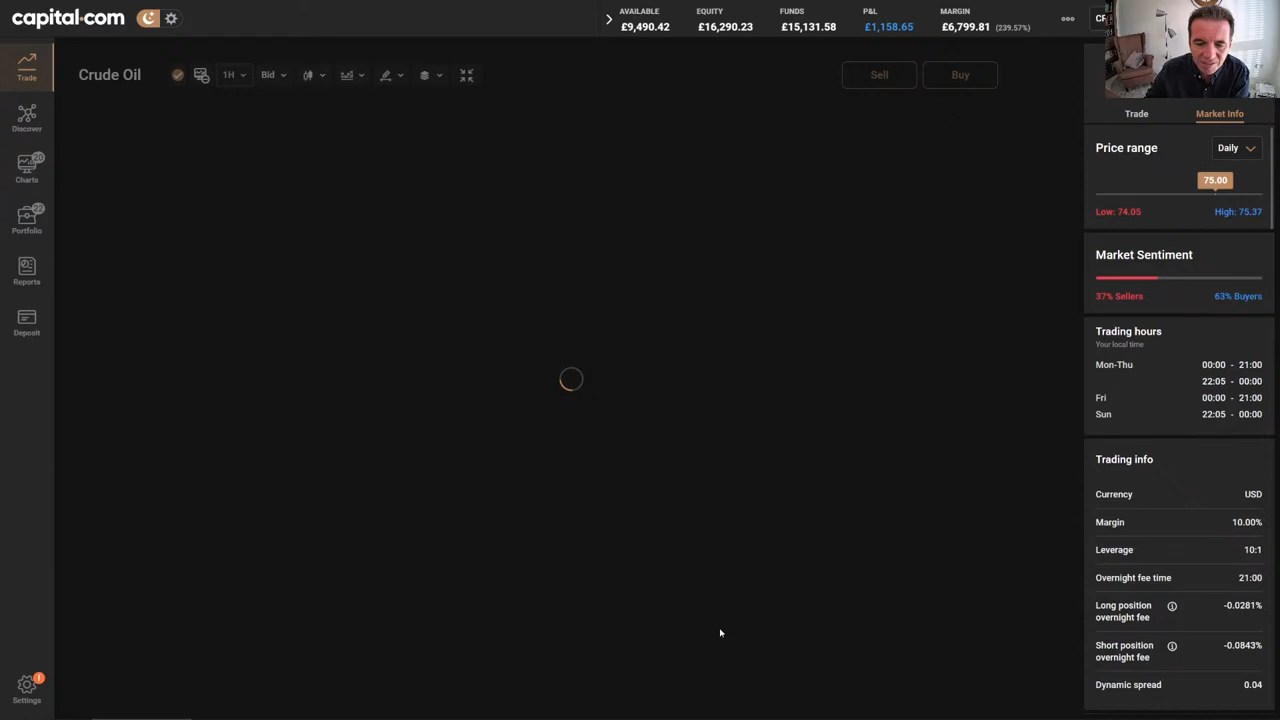 capital.com
AVAILABLE EQUITY FUNDS P&L MARGIN
£9,490.42 £16,290.23 £15,131.58 £1,158.65 £6,799.81 (239.57%)
Trade
Discover
20
Charts
22
Portfolio
Reports
Deposit
!
Settings
Crude Oil 1H Bid Sell Buy
Trade Market Info
Price range Daily
75.00
Low: 74.05 High: 75.37
Market Sentiment
37% Sellers 63% Buyers
Trading hours
Your local time
Mon-Thu 00:00 - 21:00
22:05 - 00:00
Fri 00:00 - 21:00
Sun 22:05 - 00:00
Trading info
Currency USD
Margin 10.00%
Leverage 10:1
Overnight fee time 21:00
Long position overnight fee -0.0281%
Short position overnight fee -0.0843%
Dynamic spread 0.04